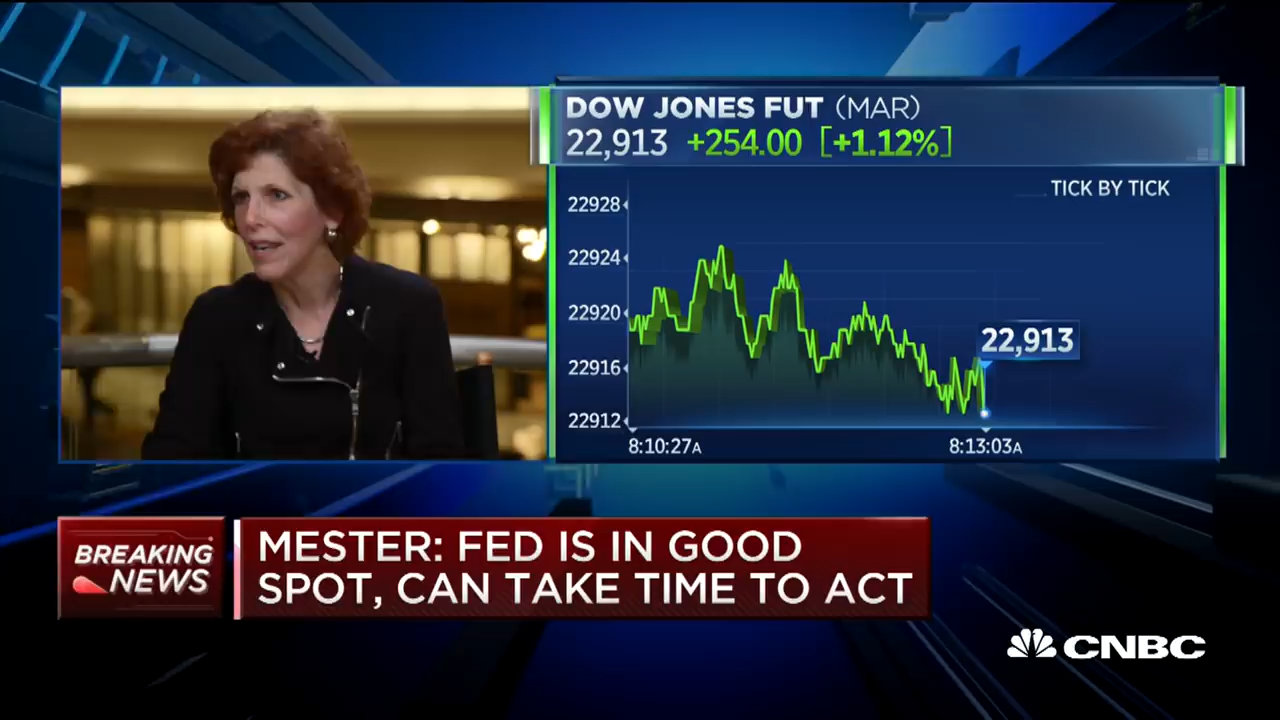 DOW JONES FUT (MAR)
22,913 +254.00 [+1.12%]
TICK BY TICK
22928
22924
22920
22916
22912
22,913
8:10:27A
8:13:03A
BREAKING
NEWS
MESTER: FED IS IN GOOD
SPOT, CAN TAKE TIME TO ACT
CNBC